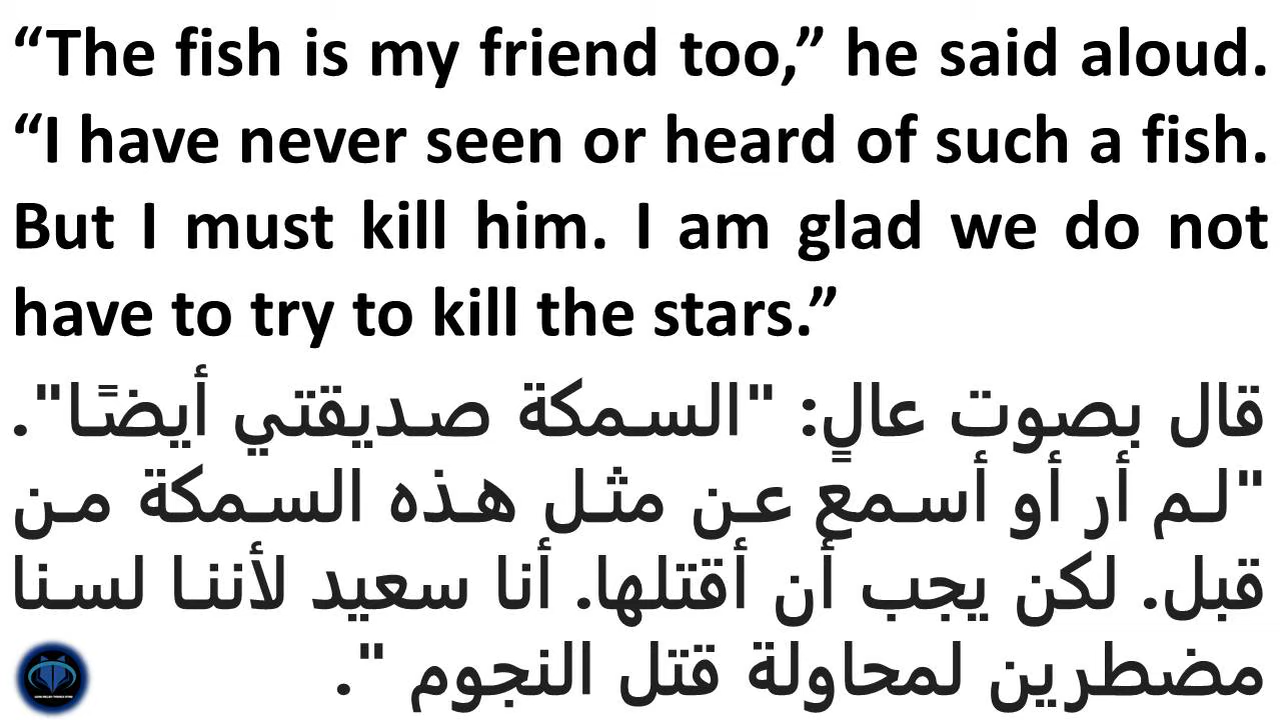 “The fish is my friend too,” he said aloud.
“I have never seen or heard of such a fish.
But I must kill him. I am glad we do not
have to try to kill the stars.”
قال بصوت عالٍ: "السمكة صديقتي أيضًا".
"لم أر أو أسمع عن مثل هذه السمكة من
قبل. لكن يجب أن أقتلها. أنا سعيد لأننا لسنا
مضطرين لمحاولة قتل النجوم ".